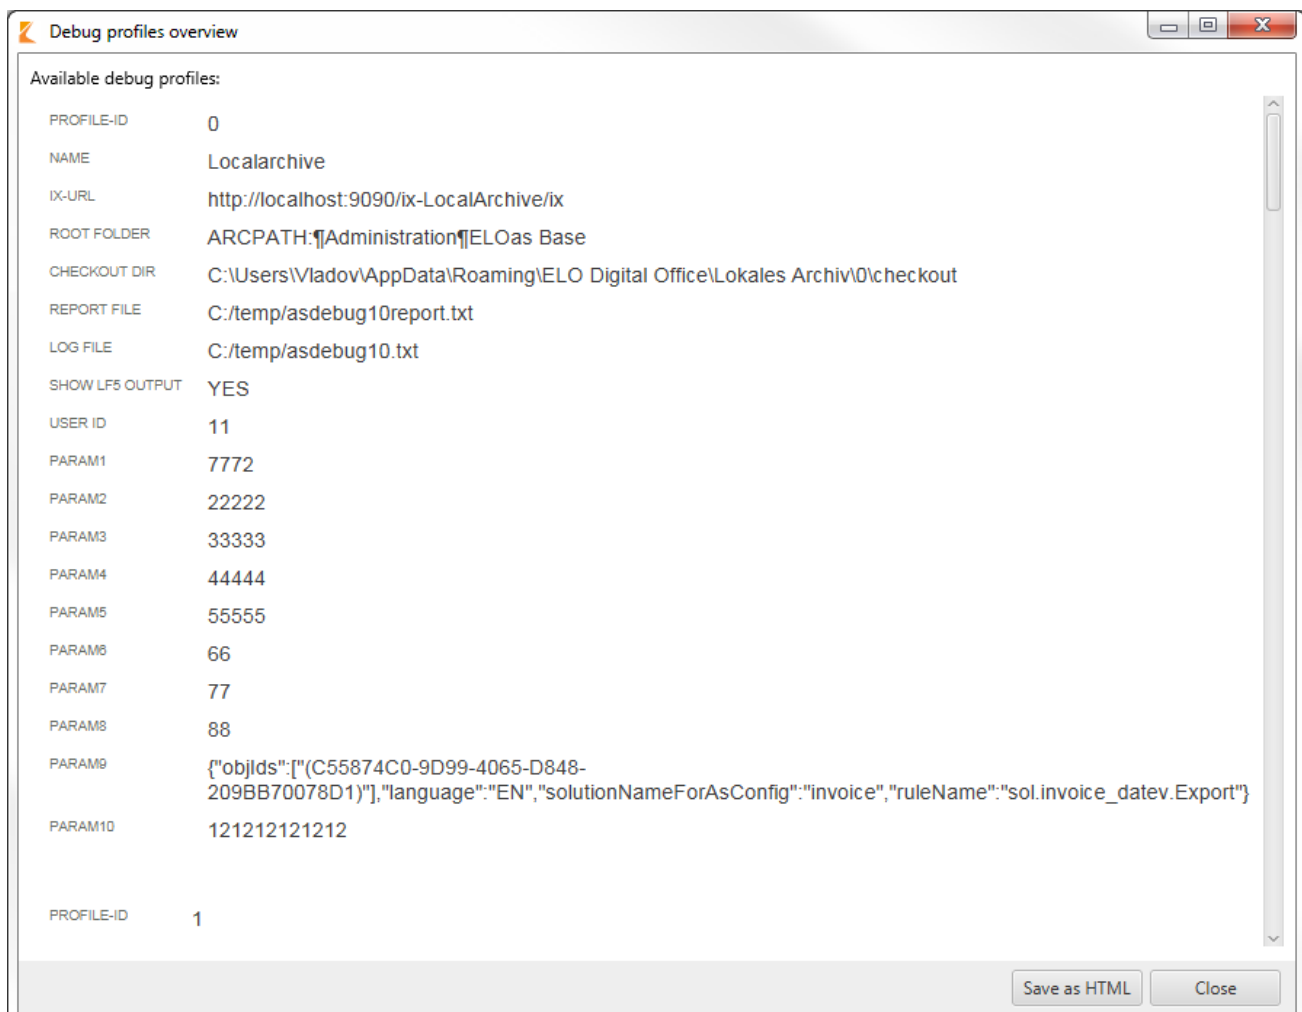 Debug profiles overview
Available debug profiles:
PROFILE-ID 0
NAME Localarchive
IX-URL http://localhost:9090/ix-LocalArchive/ix
ROOT FOLDER ARCPATH:¶Administration¶ELOas Base
CHECKOUT DIR C:\Users\Vladov\AppData\Roaming\ELO Digital Office\Lokales Archiv\0\checkout
REPORT FILE C:/temp/asdebug10report.txt
LOG FILE C:/temp/asdebug10.txt
SHOW LF5 OUTPUT YES
USER ID 11
PARAM1 7772
PARAM2 22222
PARAM3 33333
PARAM4 44444
PARAM5 55555
PARAM6 66
PARAM7 77
PARAM8 88
PARAM9 {"objIds":["(C55874C0-9D99-4065-D848-
209BB70078D1)"],"language":"EN","solutionNameForAsConfig":"invoice","ruleName":"sol.invoice_datev.Export"}
PARAM10 121212121212
PROFILE-ID 1
Save as HTML Close